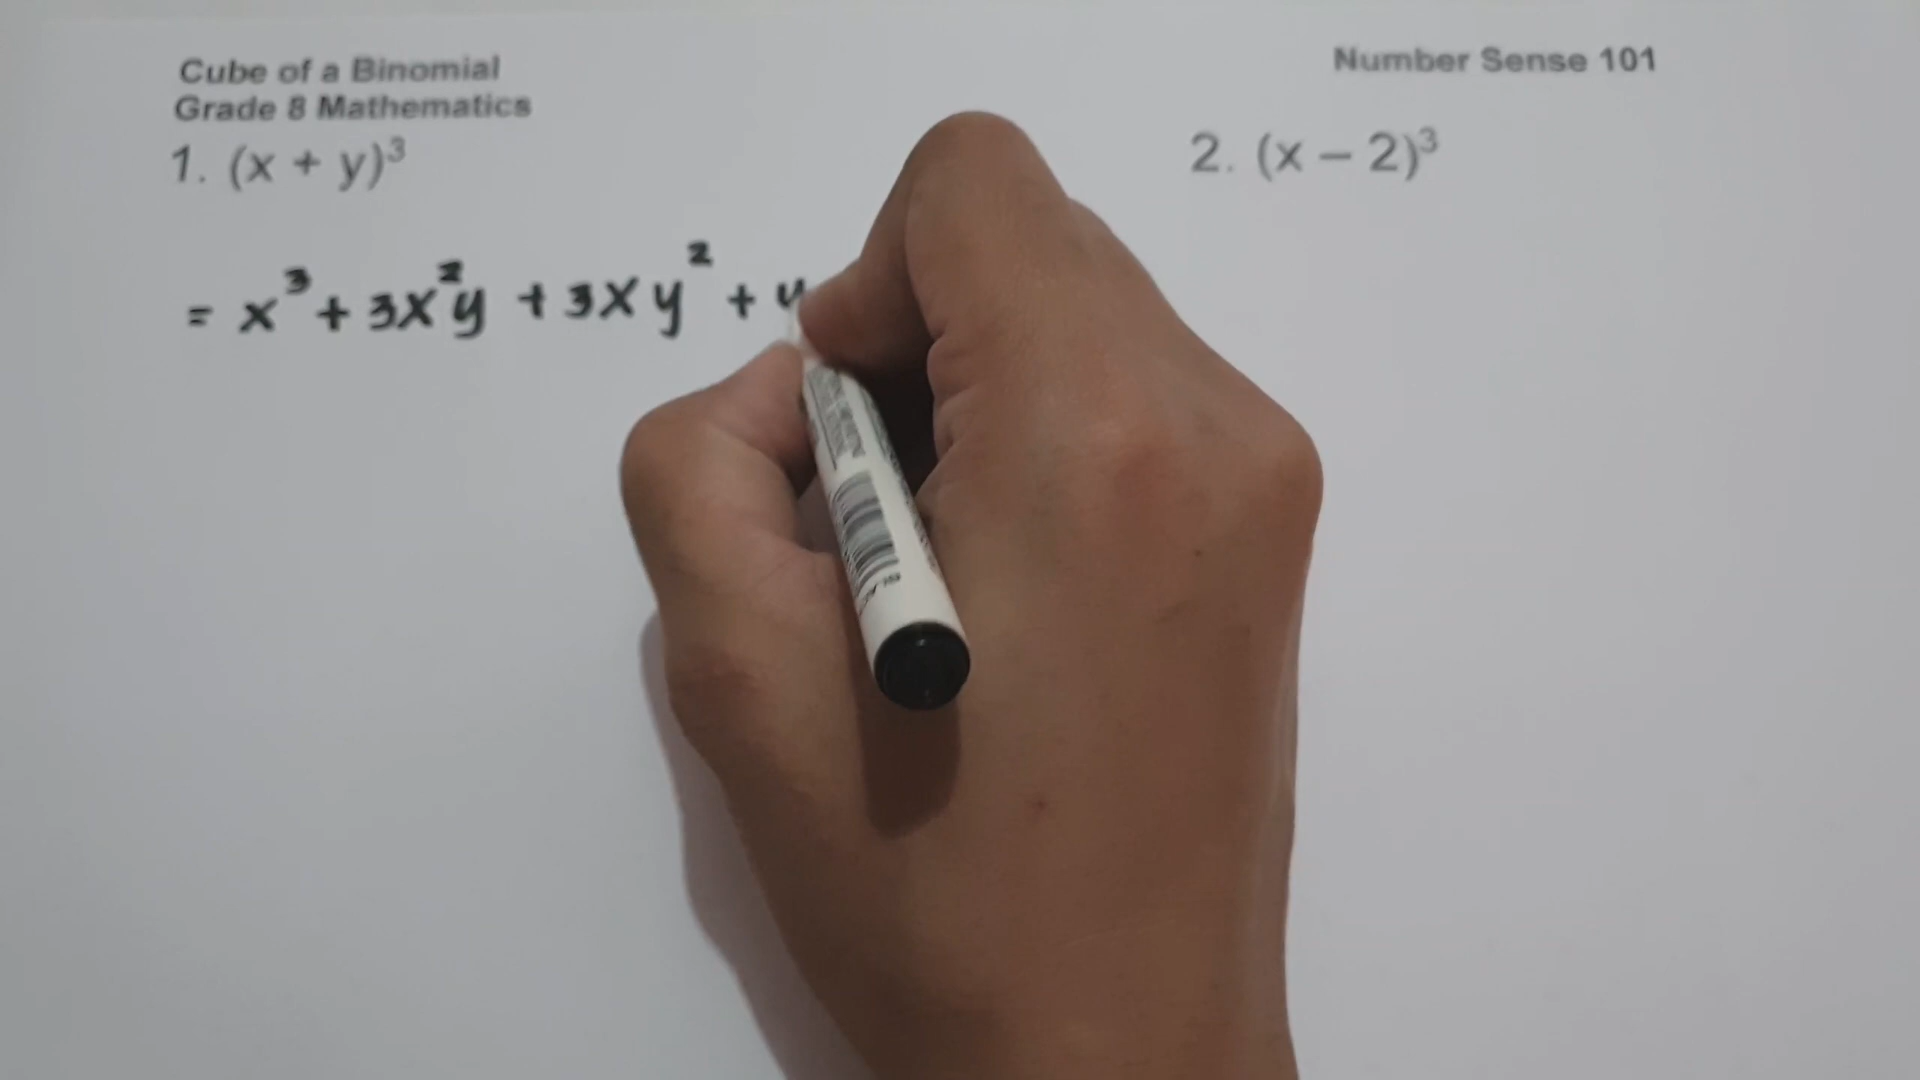 Cube of a Binomial
Grade 8 Mathematics
Number Sense 101
1. (x + y)³
2. (x – 2)³
= x³ + 3x²y + 3xy² + y